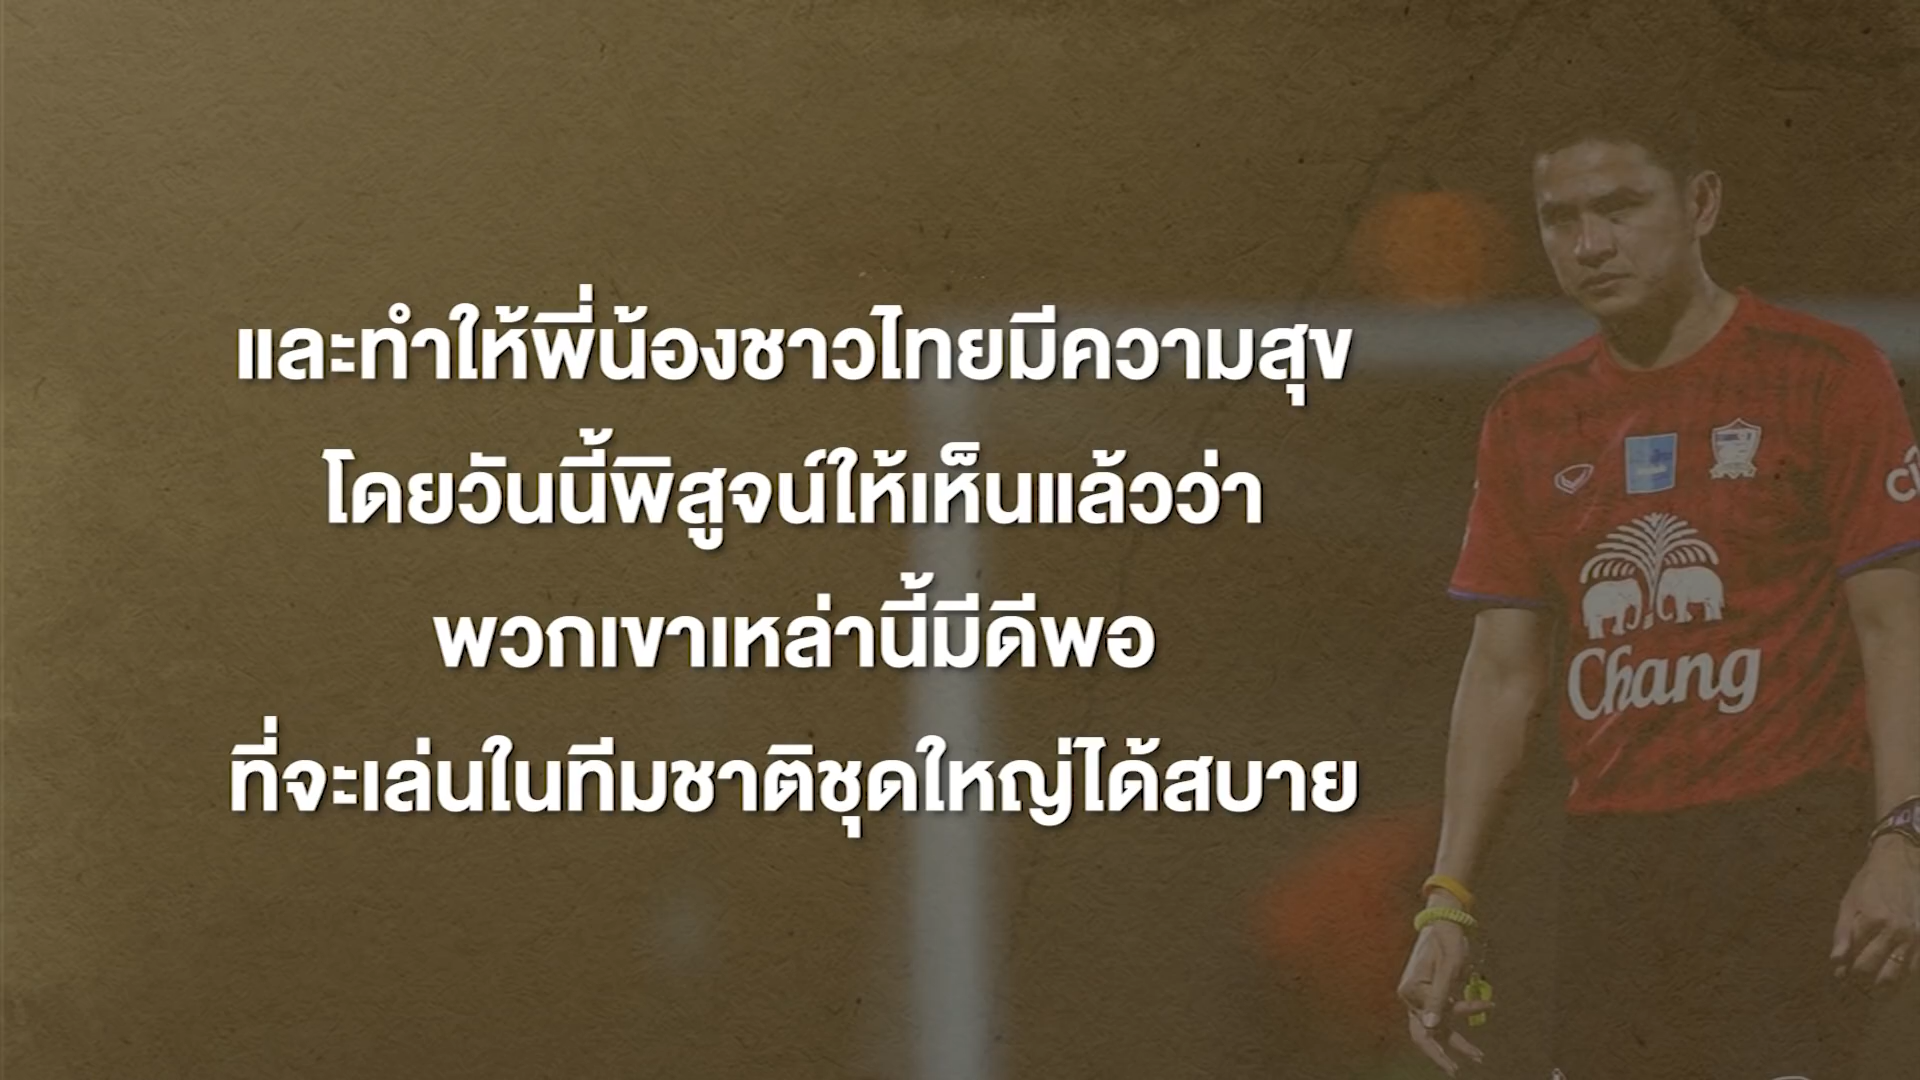 และทำให้พี่น้องชาวไทยมีความสุข
โดยวันนี้พิสูจน์ให้เห็นแล้วว่า
พวกเขาเหล่านี้มีดีพอ
ที่จะเล่นในทีมชาติชุดใหญ่ได้สบาย
Chang